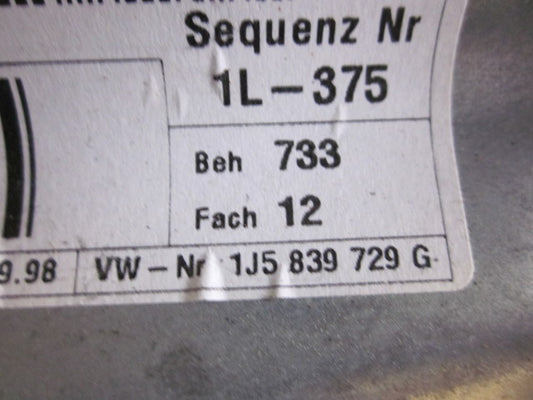 Sequenz Nr
1L-375
Beh 733
Fach 12
9.98 VW-Nr 1J5 839 729 G